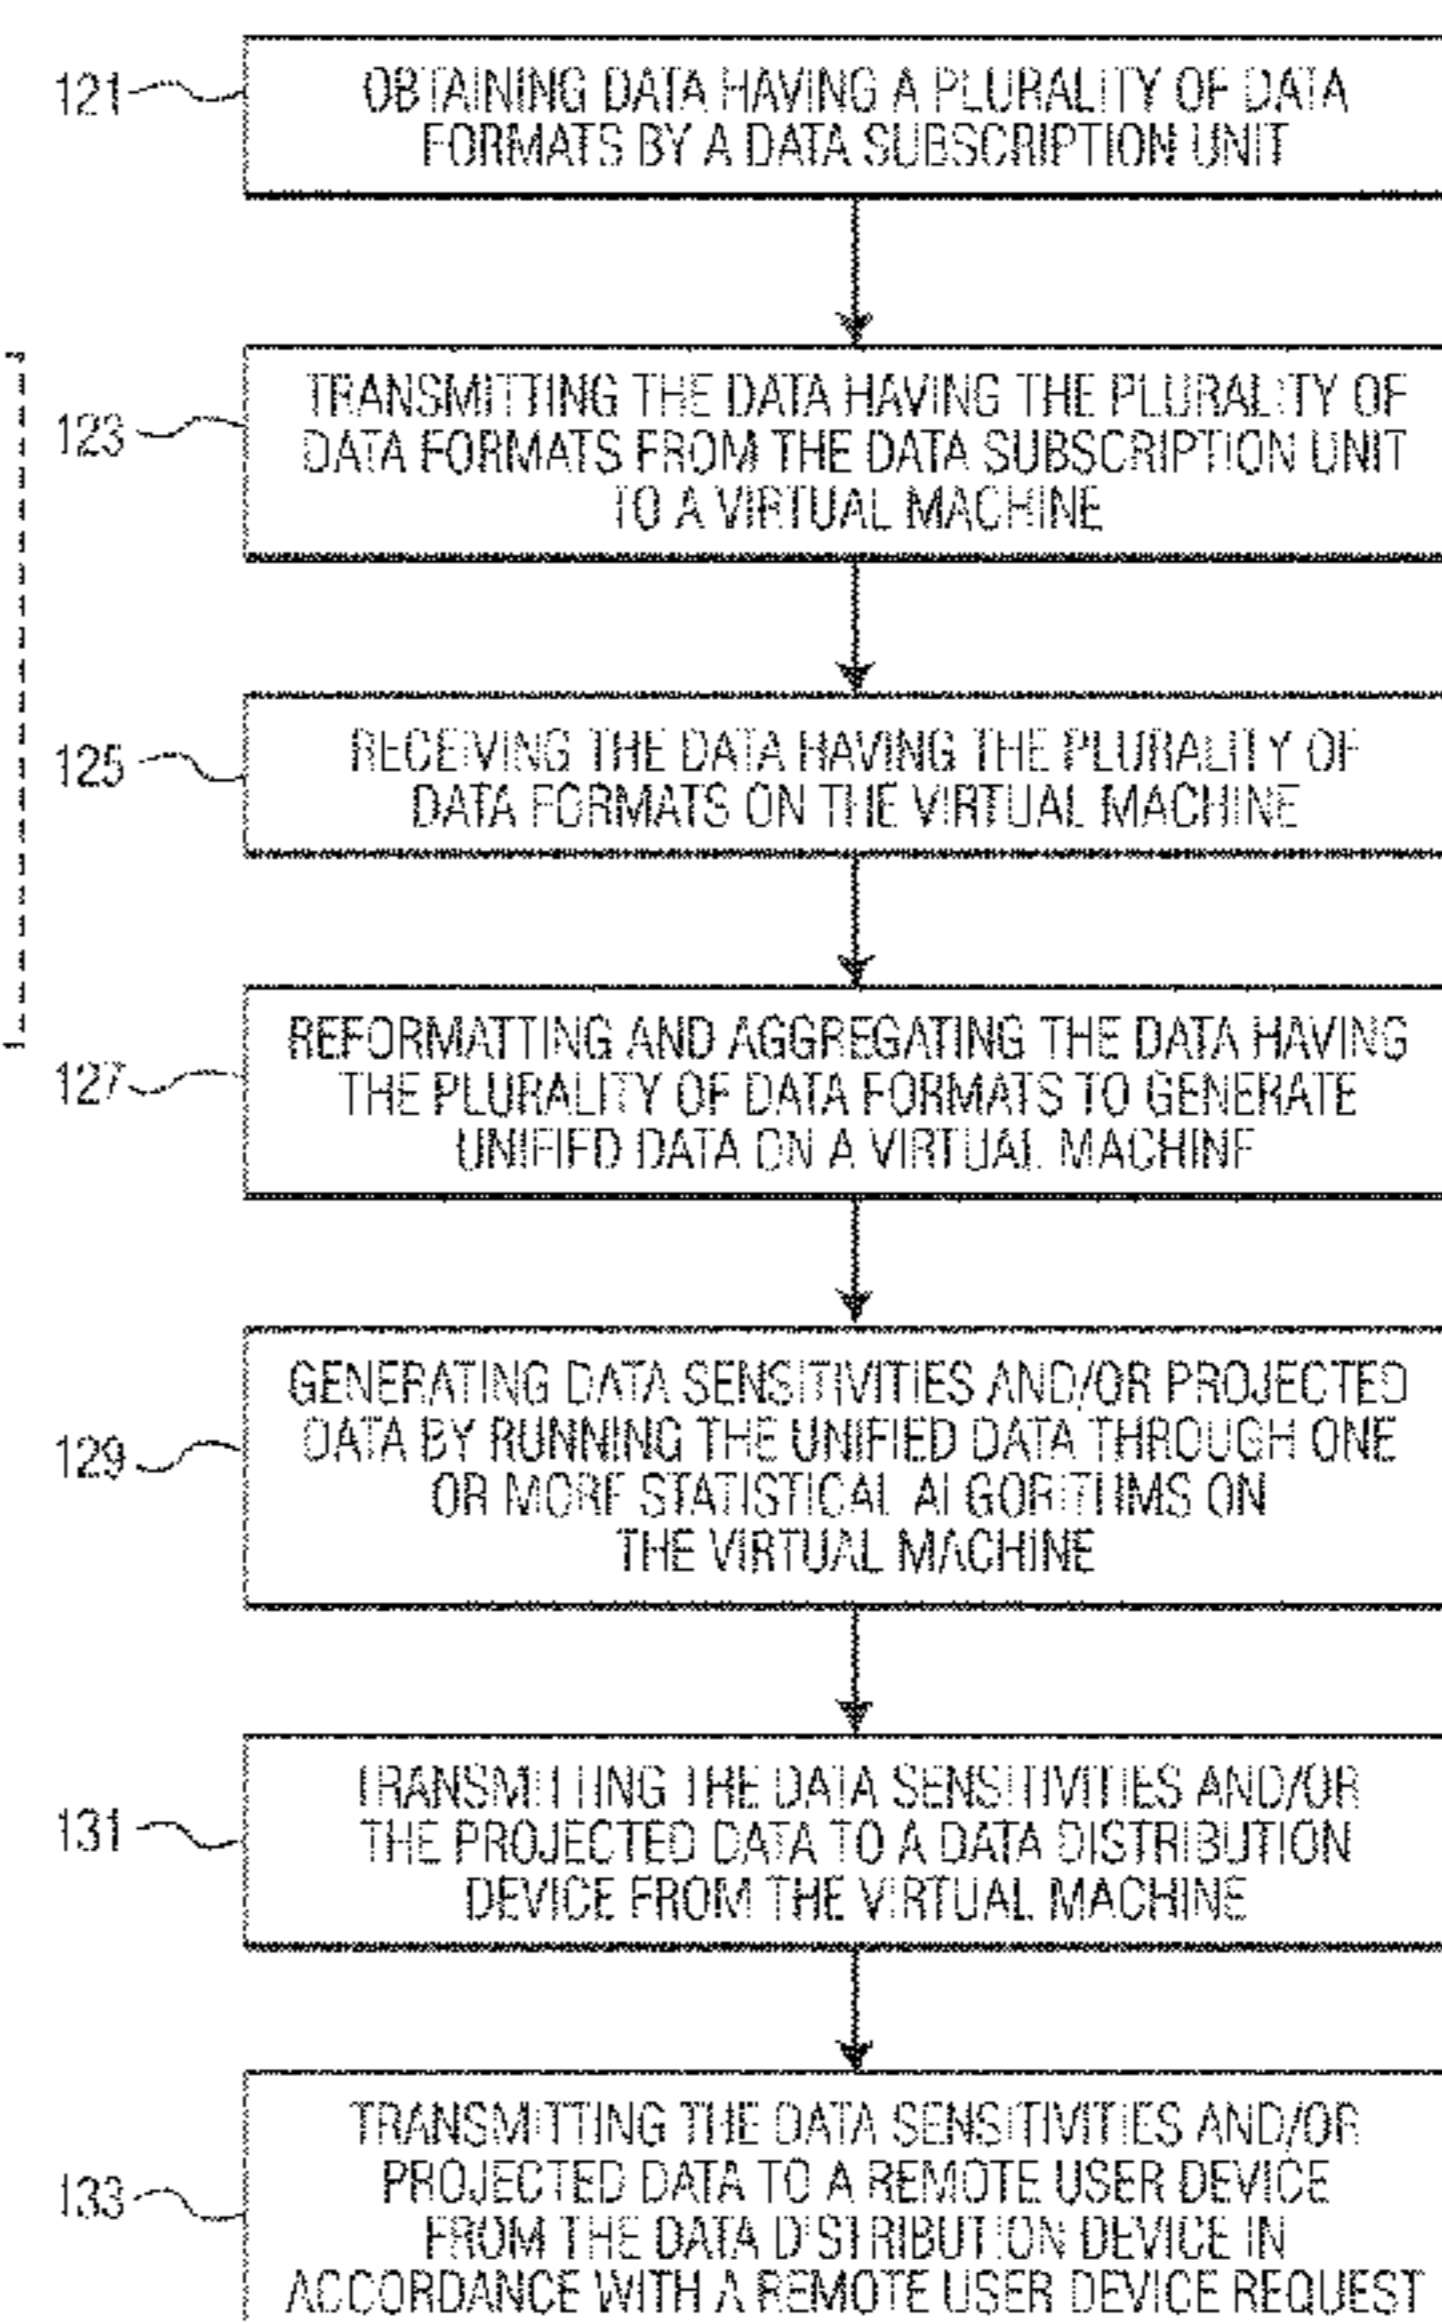 121
OBTAINING DATA HAVING A PLURALITY OF DATA
FORMATS BY A DATA SUBSCRIPTION UNIT
123
TRANSMITTING THE DATA HAVING THE PLURALITY OF
DATA FORMATS FROM THE DATA SUBSCRIPTION UNIT
TO A VIRTUAL MACHINE
125
RECEIVING THE DATA HAVING THE PLURALITY OF
DATA FORMATS ON THE VIRTUAL MACHINE
127
REFORMATTING AND AGGREGATING THE DATA HAVING
THE PLURALITY OF DATA FORMATS TO GENERATE
UNIFIED DATA ON A VIRTUAL MACHINE
129
GENERATING DATA SENSITIVITIES AND/OR PROJECTED
DATA BY RUNNING THE UNIFIED DATA THROUGH ONE
OR MORE STATISTICAL ALGORITHMS ON
THE VIRTUAL MACHINE
131
TRANSMITTING THE DATA SENSITIVITIES AND/OR
THE PROJECTED DATA TO A DATA DISTRIBUTION
DEVICE FROM THE VIRTUAL MACHINE
133
TRANSMITTING THE DATA SENSITIVITIES AND/OR
PROJECTED DATA TO A REMOTE USER DEVICE
FROM THE DATA DISTRIBUTION DEVICE IN
ACCORDANCE WITH A REMOTE USER DEVICE REQUEST